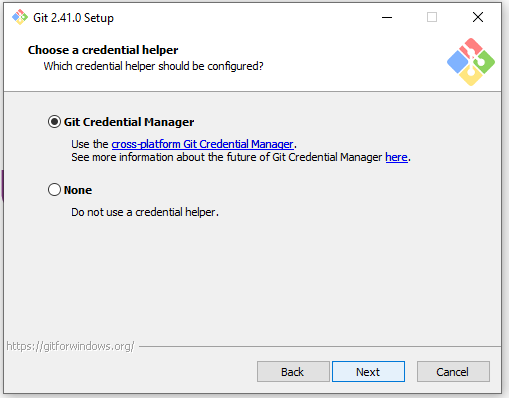 Git 2.41.0 Setup
Choose a credential helper
Which credential helper should be configured?
Git Credential Manager
Use the cross-platform Git Credential Manager.
See more information about the future of Git Credential Manager here.
None
Do not use a credential helper.
https://gitforwindows.org/
Back Next Cancel